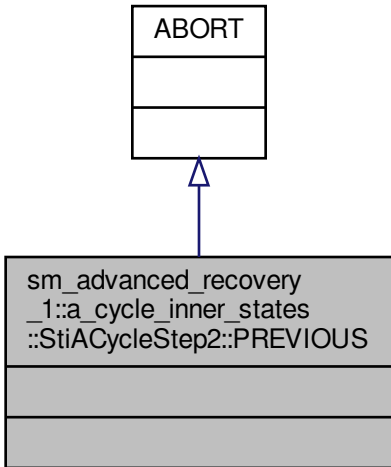 ABORT
sm_advanced_recovery
_1::a_cycle_inner_states
::StiACycleStep2::PREVIOUS